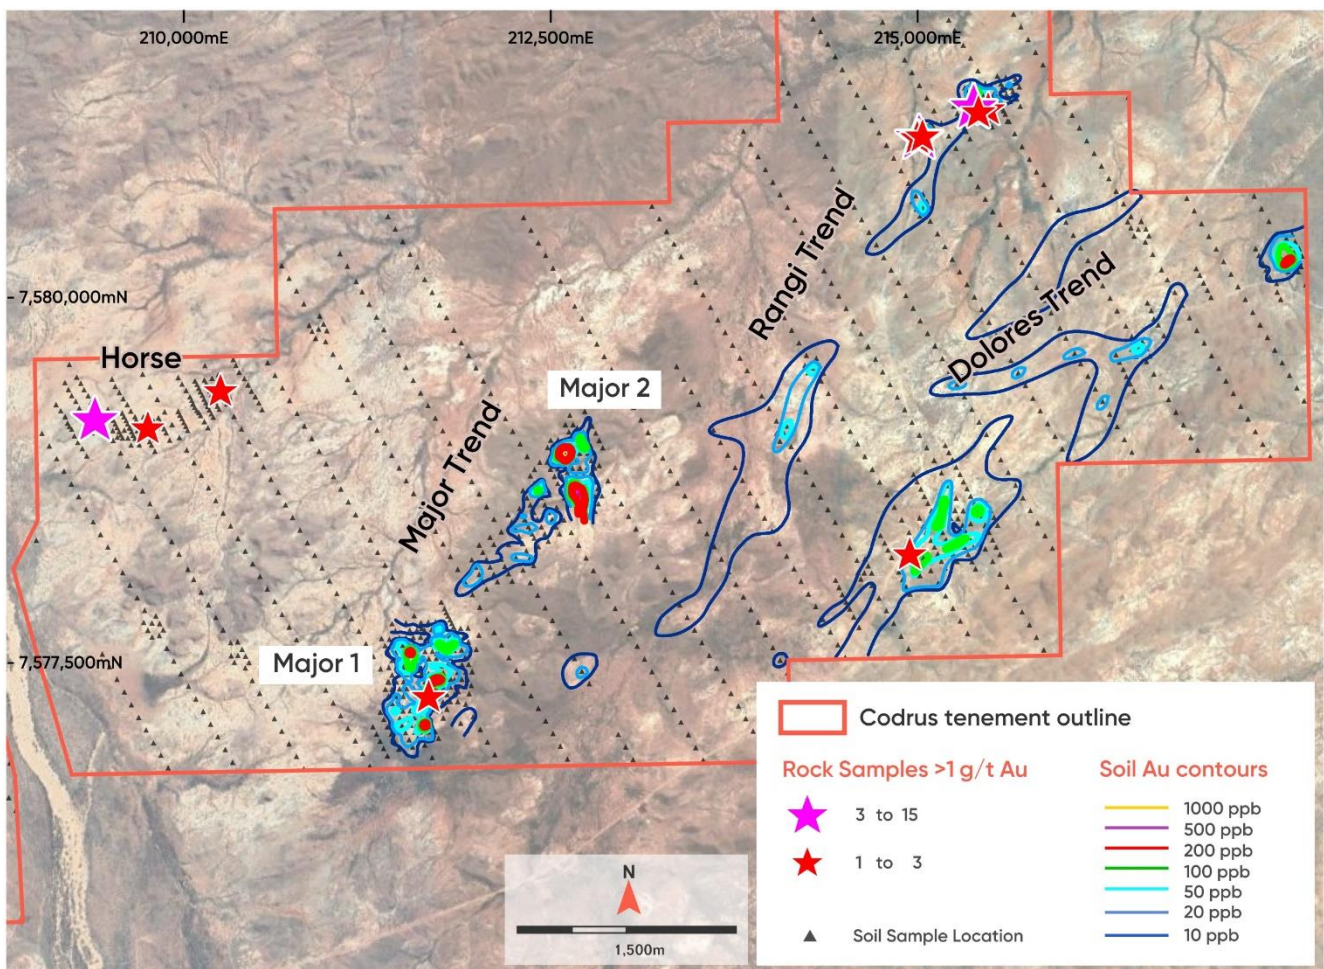 210,000mE
212,500mE
215,000mE
7,580,000mN
Rangi Trend
Dolores Trend
Horse
Major 2
Major Trend
Major 1
7,577,500mN
Codrus tenement outline
Rock Samples >1 g/t Au
3 to 15
1 to 3
Soil Sample Location
Soil Au contours
1000 ppb
500 ppb
200 ppb
100 ppb
50 ppb
20 ppb
10 ppb
N
1,500m